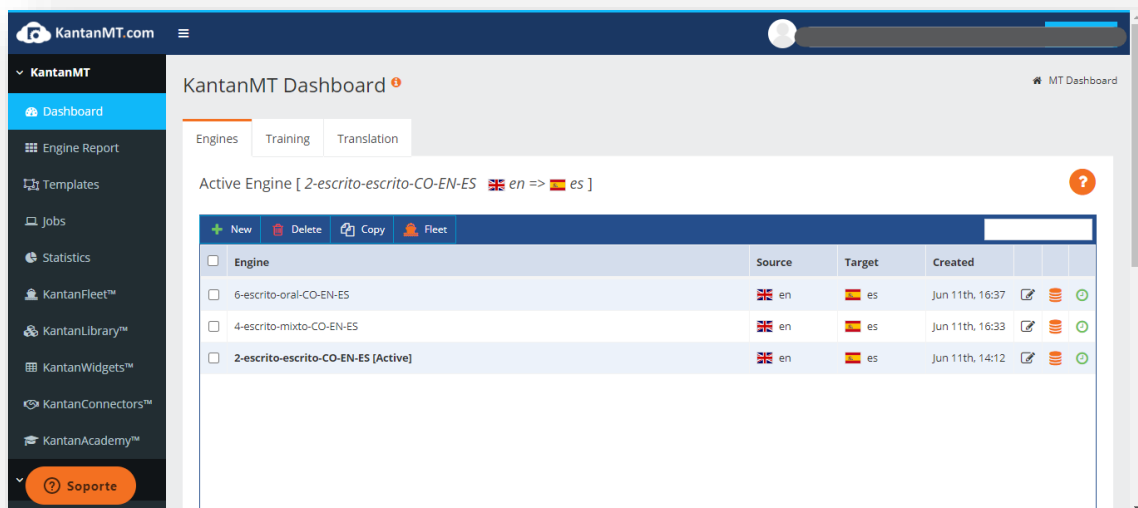 KantanMT.com
KantanMT
Dashboard
Engine Report
Templates
Jobs
Statistics
KantanFleet™
KantanLibrary™
KantanWidgets™
KantanConnectors™
KantanAcademy™
Soporte
KantanMT Dashboard
MT Dashboard
Engines Training Translation
Active Engine [ 2-escrito-escrito-CO-EN-ES en => es ]
?
New Delete Copy Fleet
Engine Source Target Created
6-escrito-oral-CO-EN-ES en es Jun 11th, 16:37
4-escrito-mixto-CO-EN-ES en es Jun 11th, 16:33
2-escrito-escrito-CO-EN-ES [Active] en es Jun 11th, 14:12